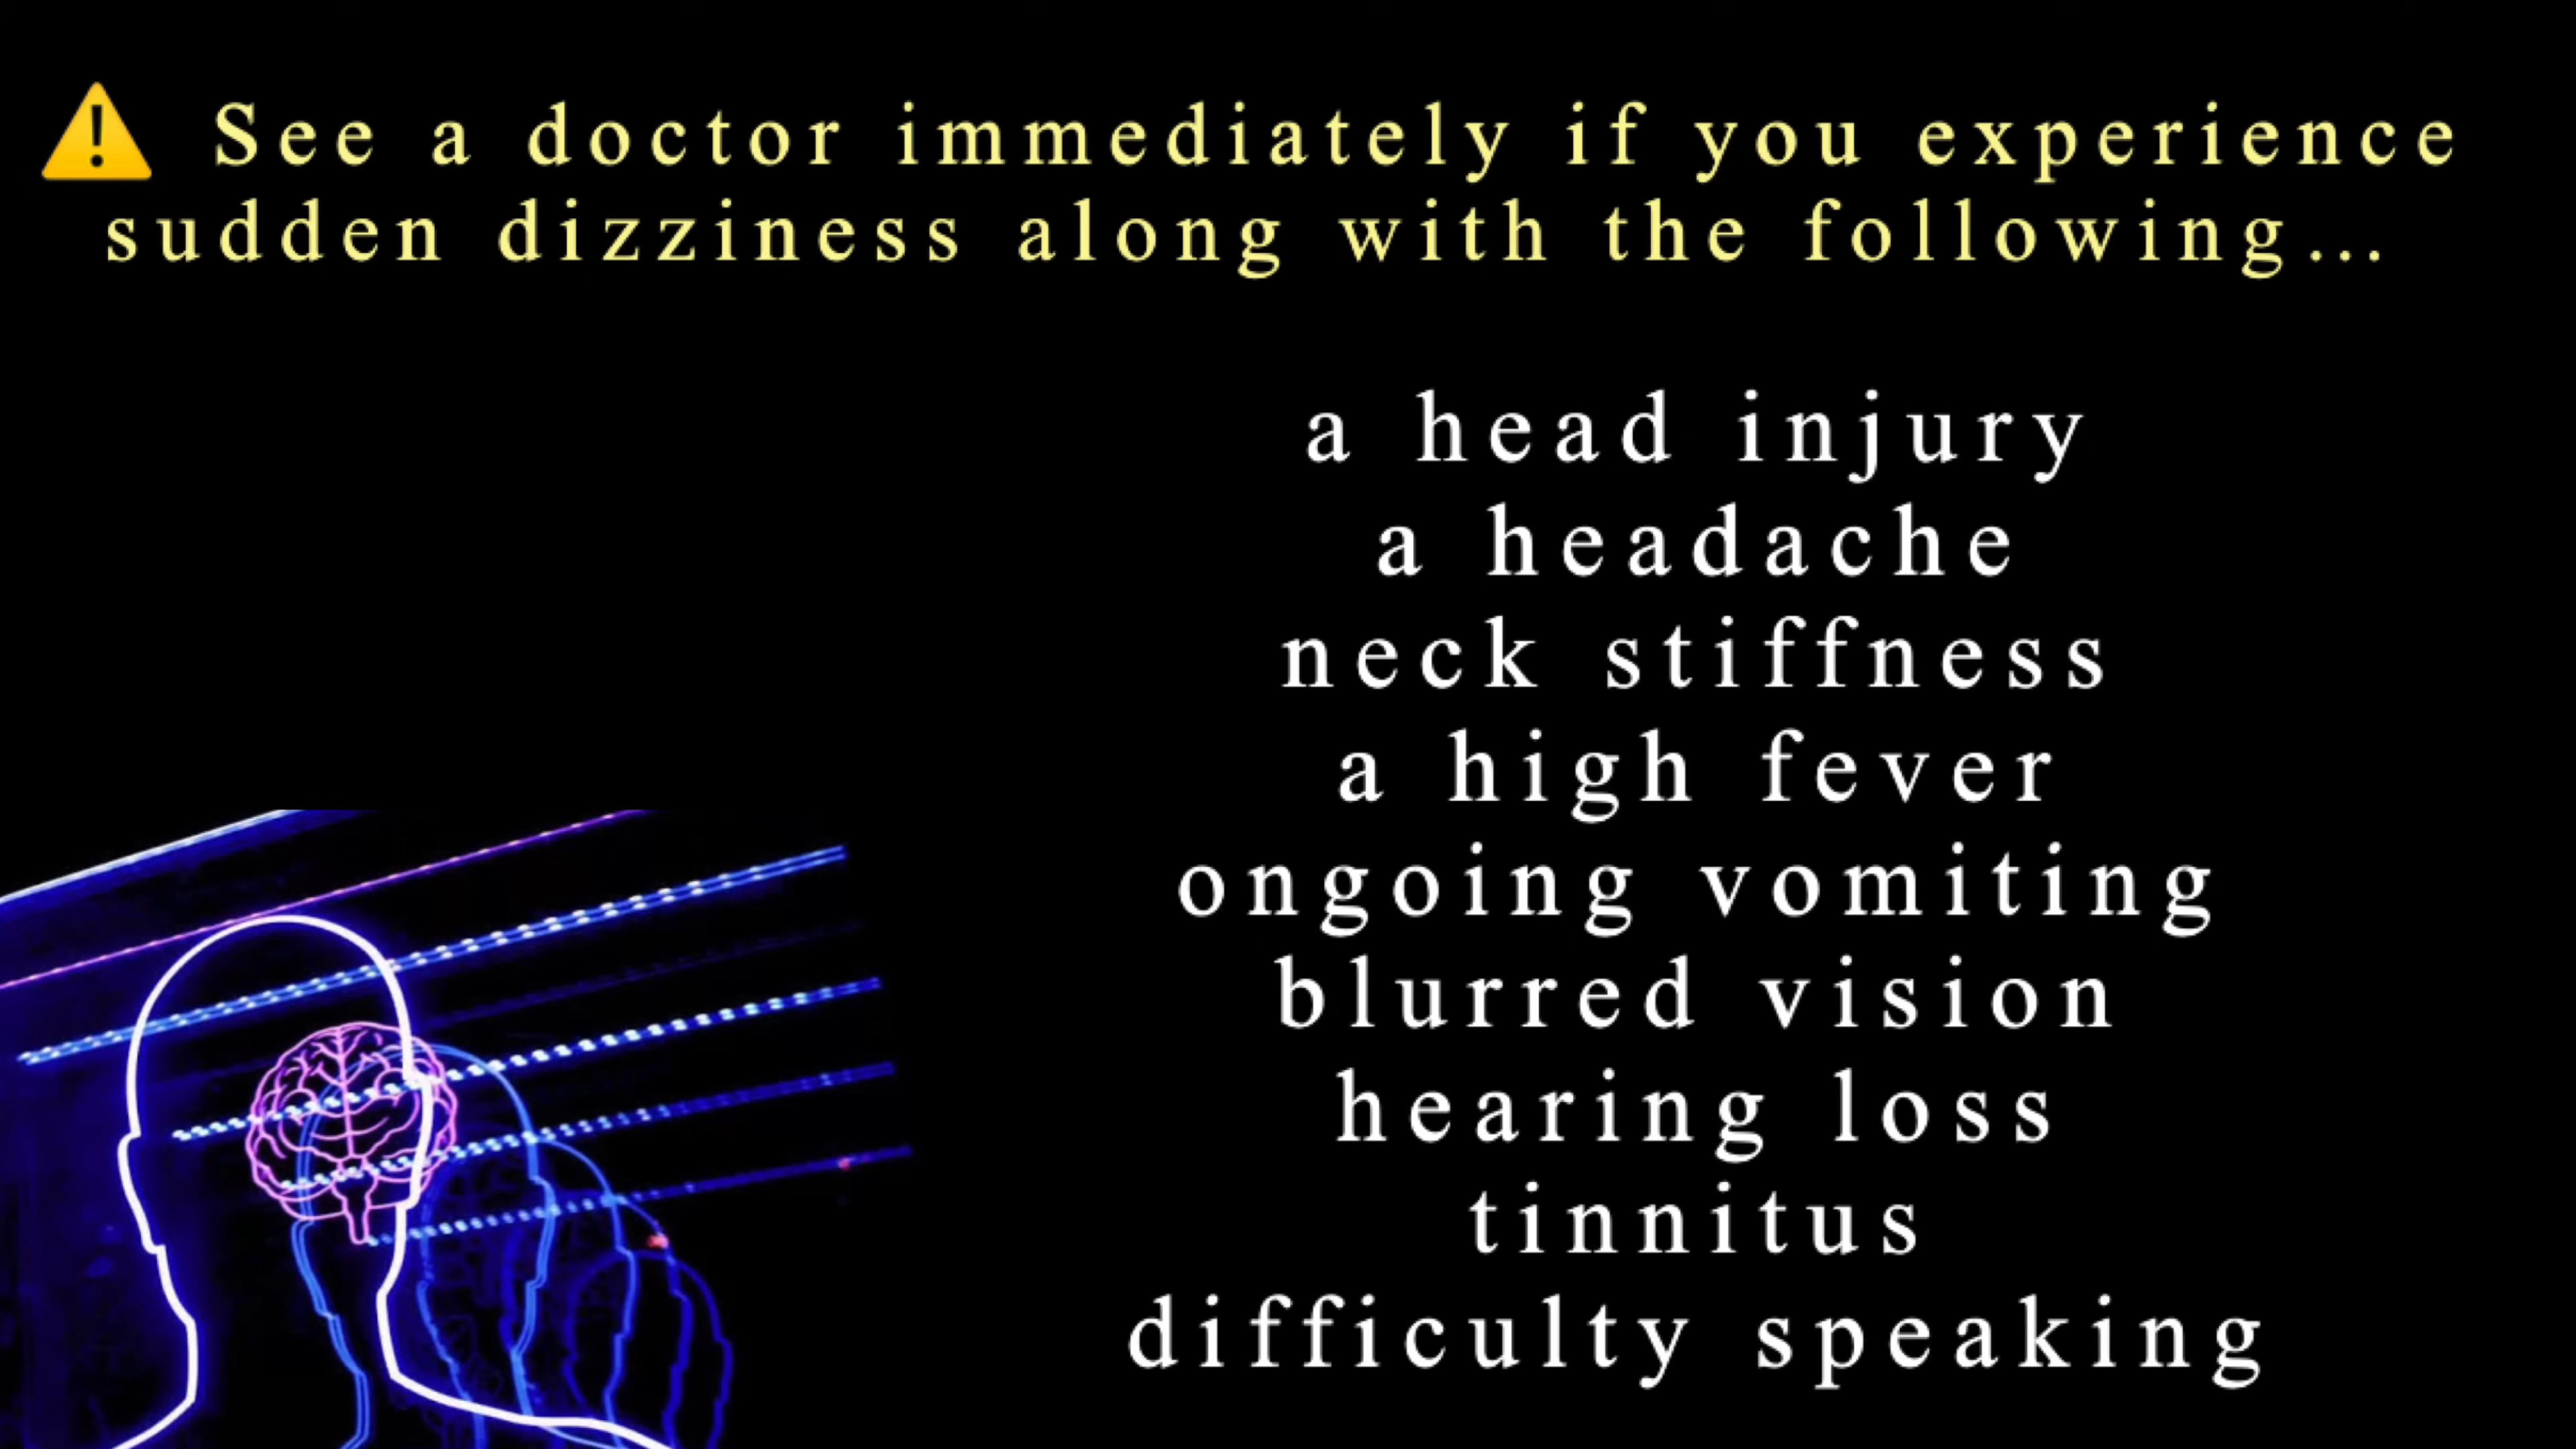 ⚠️ See a doctor immediately if you experience
sudden dizziness along with the following...
a head injury
a headache
neck stiffness
a high fever
ongoing vomiting
blurred vision
hearing loss
tinnitus
difficulty speaking